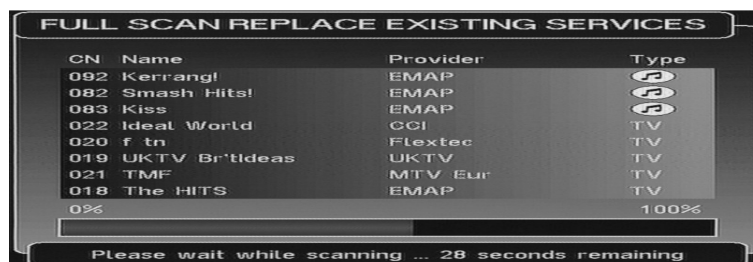 FULL SCAN REPLACE EXISTING SERVICES
CN Name Provider Type
092 Kerrang! EMAP
082 Smash Hits! EMAP
083 Kiss EMAP
022 Ideal World CCI TV
020 f tn Flextec TV
019 UKTV Br'tIdeas UKTV TV
021 TMF MTV Eur TV
018 The HITS EMAP TV
0% 100%
Please wait while scanning ... 28 seconds remaining